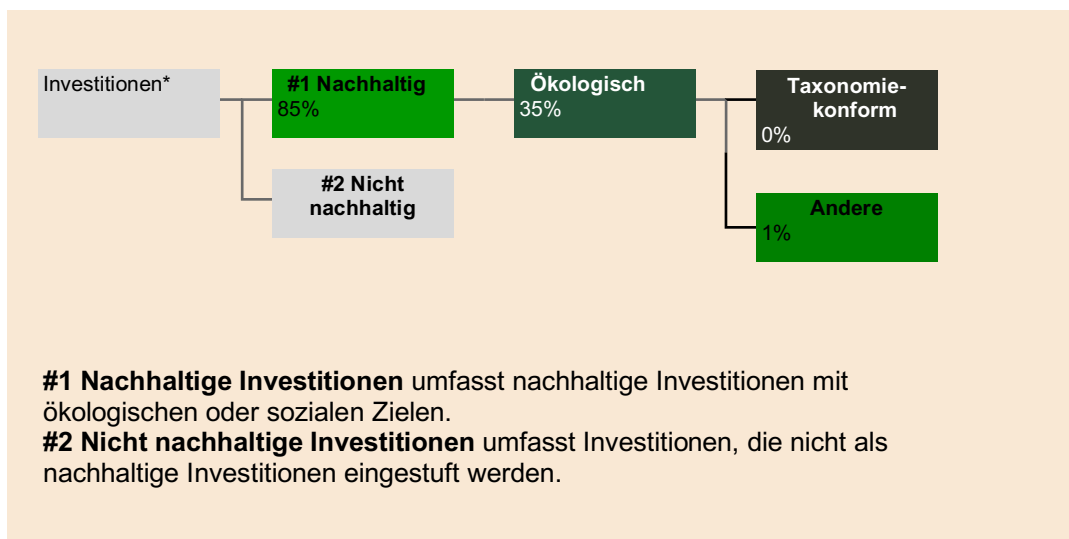 Investitionen*
#1 Nachhaltig
85%
Ökologisch
35%
Taxonomie-
konform
0%
#2 Nicht
nachhaltig
Andere
1%
#1 Nachhaltige Investitionen umfasst nachhaltige Investitionen mit
ökologischen oder sozialen Zielen.
#2 Nicht nachhaltige Investitionen umfasst Investitionen, die nicht als
nachhaltige Investitionen eingestuft werden.